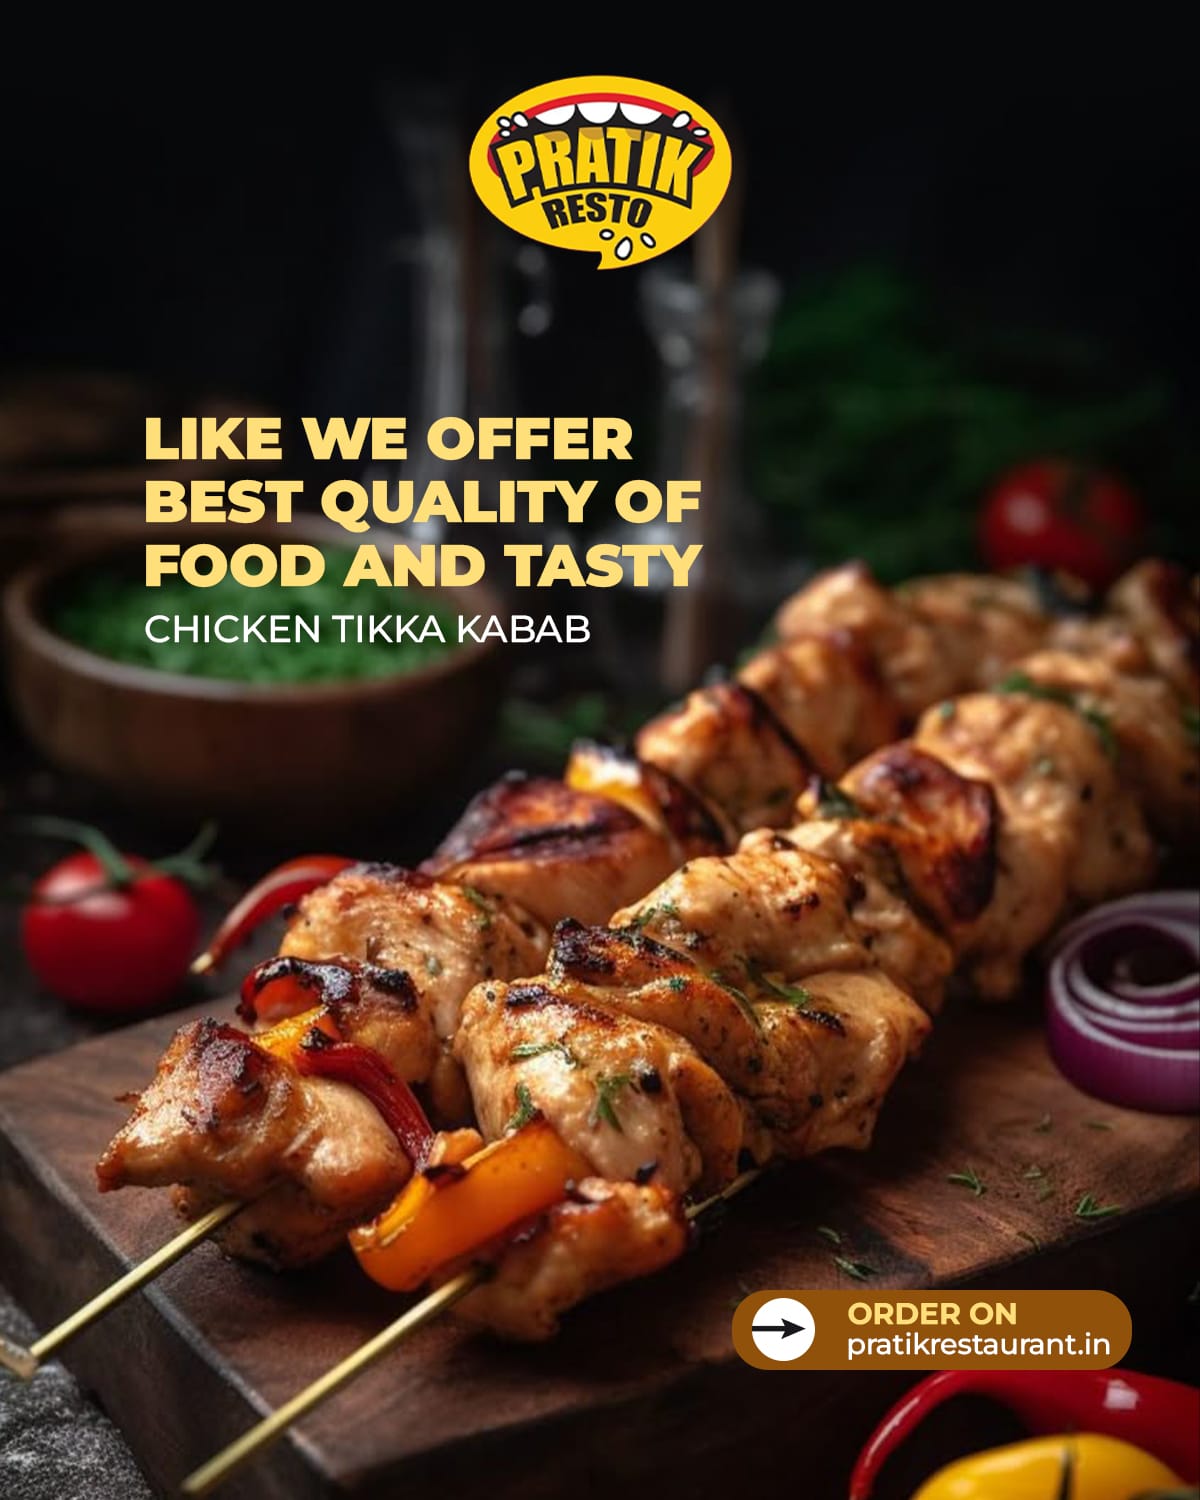 PRATIK
RESTO
LIKE WE OFFER
BEST QUALITY OF
FOOD AND TASTY
CHICKEN TIKKA KABAB
ORDER ON
pratikrestaurant.in